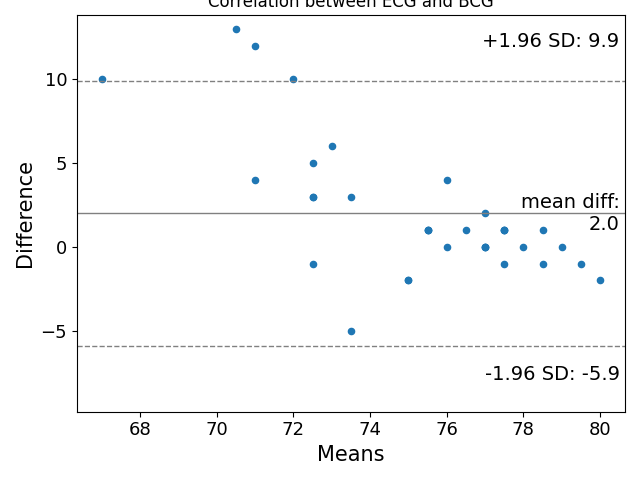 Correlation between ECG and BCG
+1.96 SD: 9.9
mean diff:
2.0
-1.96 SD: -5.9
10
5
0
−5
Difference
68 70 72 74 76 78 80
Means